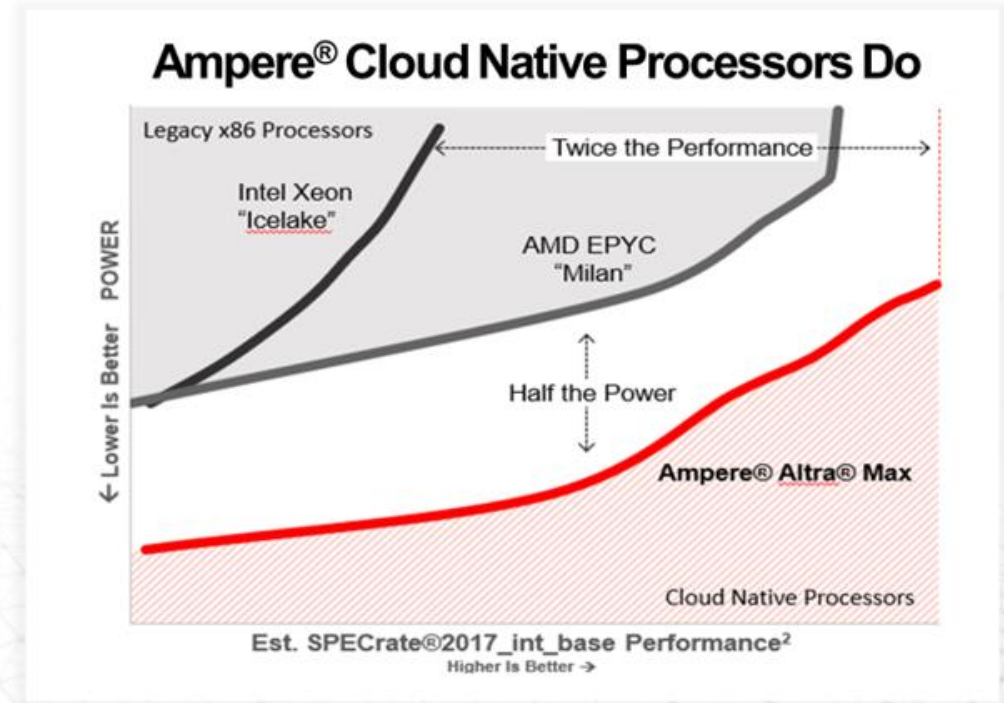 Ampere® Cloud Native Processors Do
Legacy x86 Processors
Twice the Performance
Intel Xeon
“Icelake”
AMD EPYC
“Milan”
Half the Power
Ampere® Altra® Max
Cloud Native Processors
← Lower Is Better POWER
Est. SPECrate®2017_int_base Performance²
Higher Is Better →